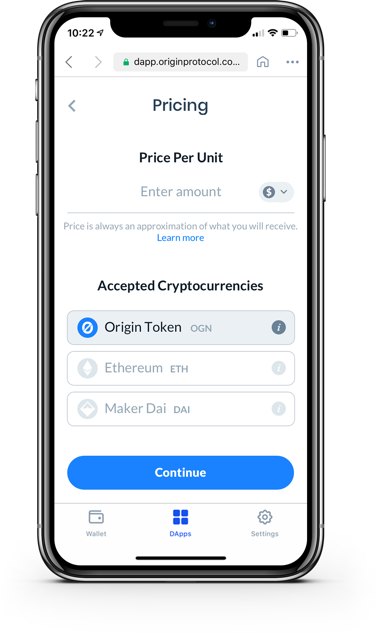 10:22
dapp.originprotocol.co...
Pricing
Price Per Unit
Enter amount
$
Price is always an approximation of what you will receive.
Learn more
Accepted Cryptocurrencies
Origin Token OGN
i
Ethereum ETH
i
Maker Dai DAI
i
Continue
Wallet
DApps
Settings